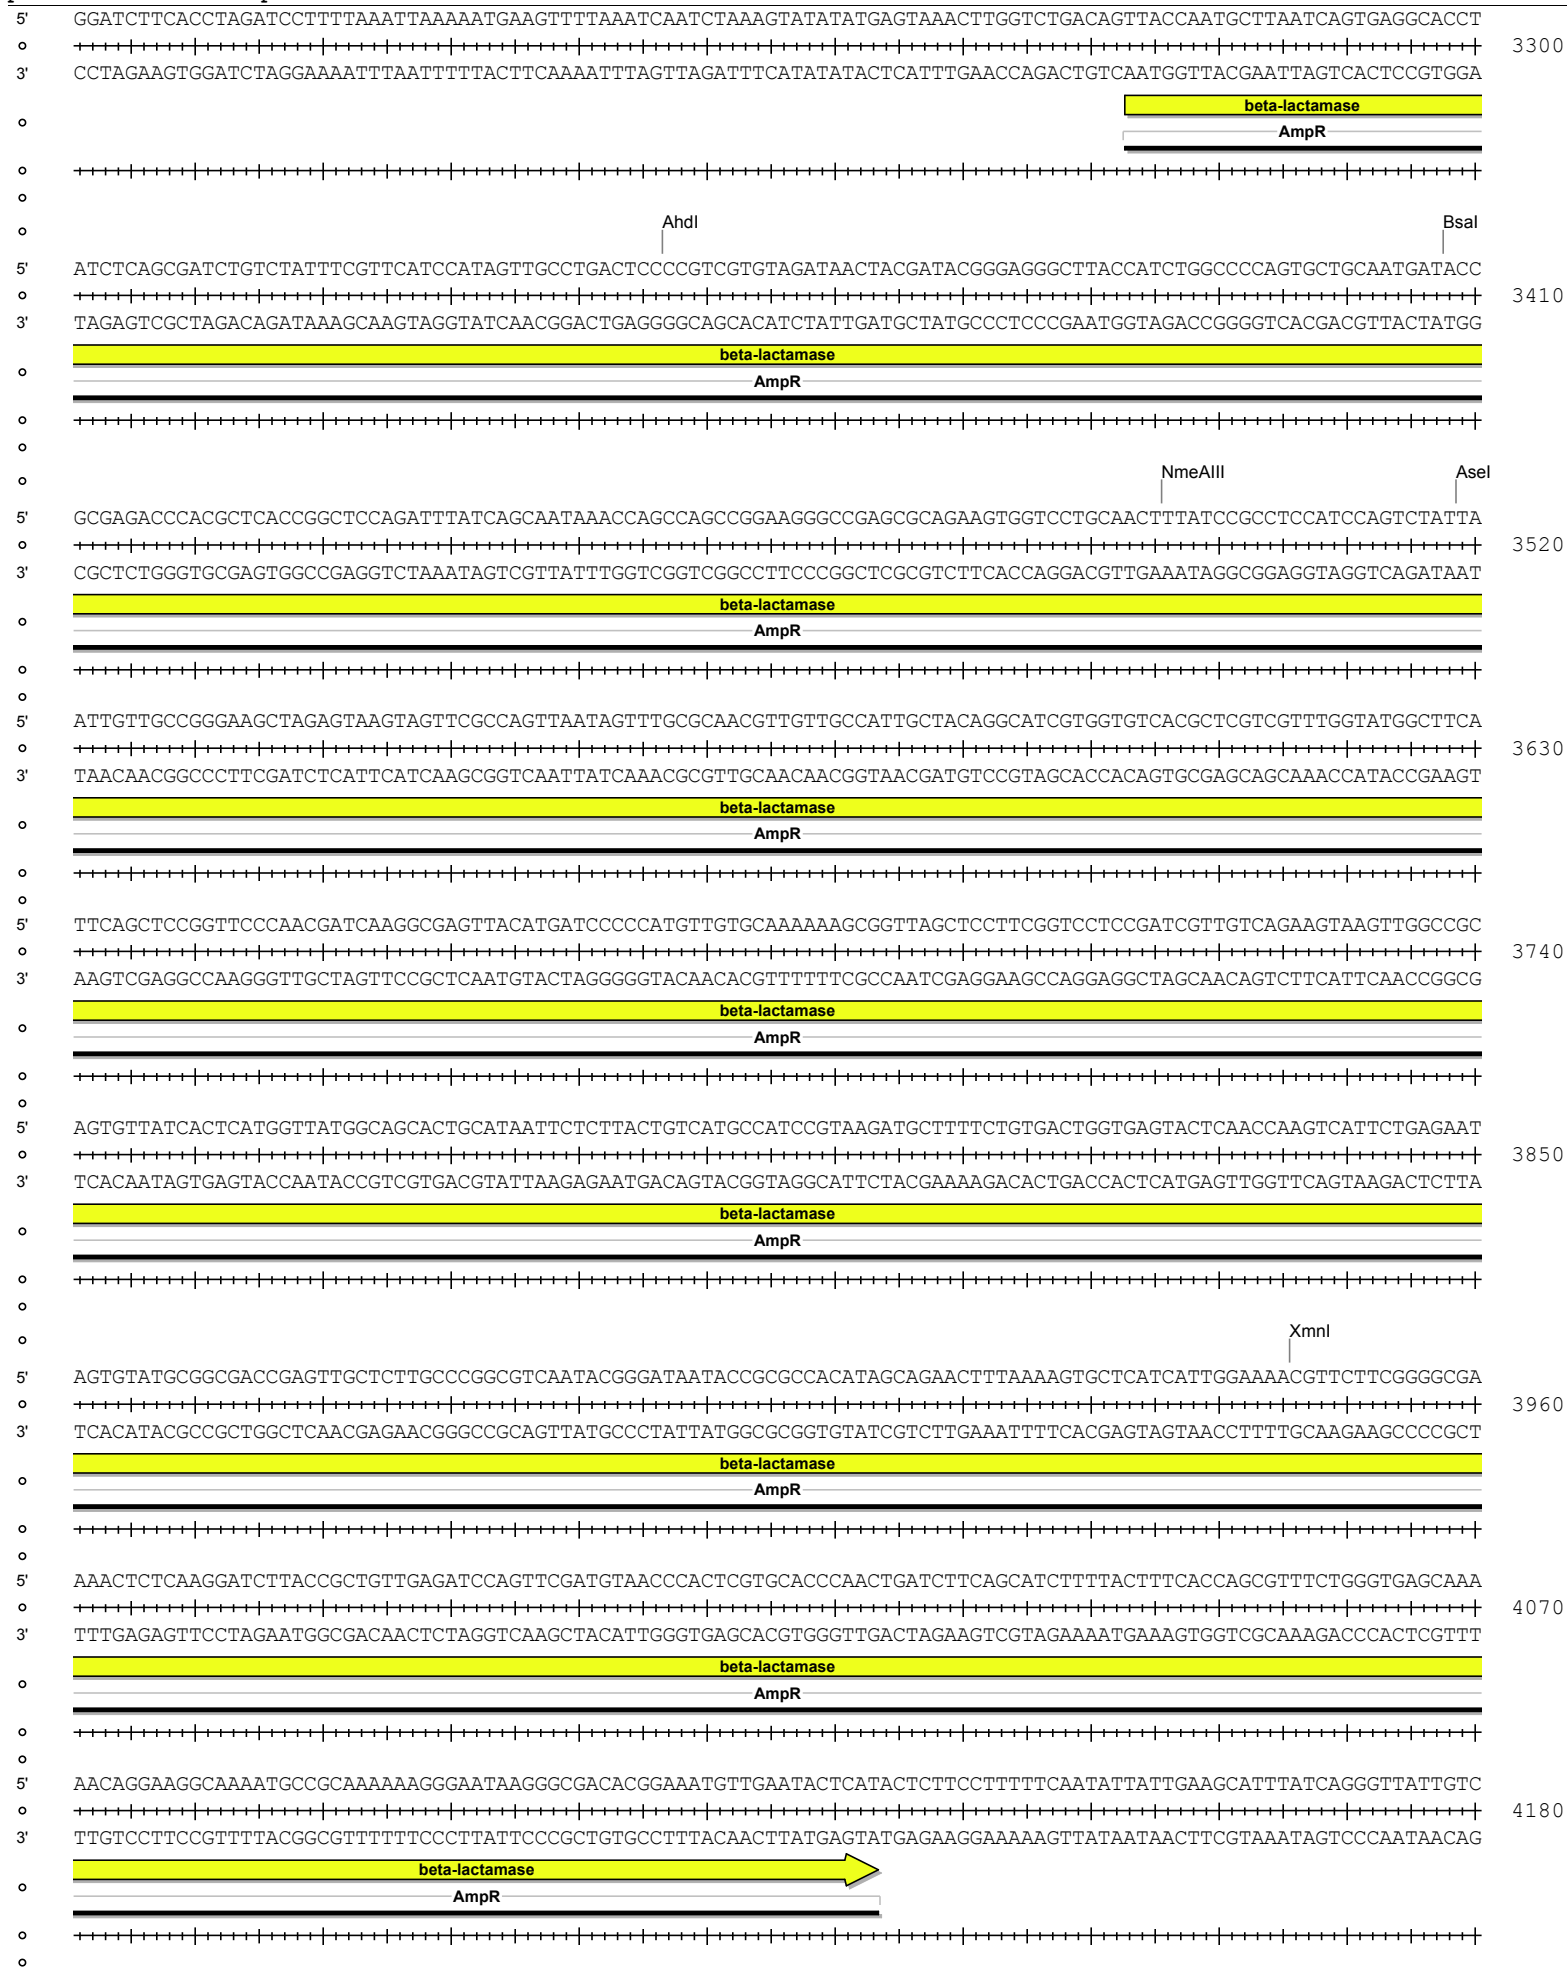 5' GGATCTTCACCTAGATCCTTTTAAATTAAAAATGAAGTTTTAAATCAATCTAAAGTATATATGAGTAAACTTGGTCTGACAGTTACCAATGCTTAATCAGTGAGGCACCT
3300
3' CCTAGAAGTGGATCTAGGAAAATTTAATTTTTACTTCAAAATTTAGTTAGATTTCATATATACTCATTTGAACCAGACTGTCAATGGTTACGAATTAGTCACTCCGTGGA
beta-lactamase
AmpR
AhdI BsaI
5' ATCTCAGCGATCTGTCTATTTCGTTCATCCATAGTTGCCTGACTCCCCGTCGTGTAGATAACTACGATACGGGAGGGCTTACCATCTGGCCCCAGTGCTGCAATGATACC
3410
3' TAGAGTCGCTAGACAGATAAAGCAAGTAGGTATCAACGGACTGAGGGGCAGCACATCTATTGATGCTATGCCCTCCCGAATGGTAGACCGGGGTCACGACGTTACTATGG
beta-lactamase
AmpR
NmeAIII AseI
5' GCGAGACCCACGCTCACCGGCTCCAGATTTATCAGCAATAAACCAGCCAGCCGGAAGGGCCGAGCGCAGAAGTGGTCCTGCAACTTTATCCGCCTCCATCCAGTCTATTA
3520
3' CGCTCTGGGTGCGAGTGGCCGAGGTCTAAATAGTCGTTATTTGGTCGGTCGGCCTTCCCGGCTCGCGTCTTCACCAGGACGTTGAAATAGGCGGAGGTAGGTCAGATAAT
beta-lactamase
AmpR
5' ATTGTTGCCGGGAAGCTAGAGTAAGTAGTTCGCCAGTTAATAGTTTGCGCAACGTTGTTGCCATTGCTACAGGCATCGTGGTGTCACGCTCGTCGTTTGGTATGGCTTCA
3630
3' TAACAACGGCCCTTCGATCTCATTCATCAAGCGGTCAATTATCAAACGCGTTGCAACAACGGTAACGATGTCCGTAGCACCACAGTGCGAGCAGCAAACCATACCGAAGT
beta-lactamase
AmpR
5' TTCAGCTCCGGTTCCCAACGATCAAGGCGAGTTACATGATCCCCCATGTTGTGCAAAAAAGCGGTTAGCTCCTTCGGTCCTCCGATCGTTGTCAGAAGTAAGTTGGCCGC
3740
3' AAGTCGAGGCCAAGGGTTGCTAGTTCCGCTCAATGTACTAGGGGGTACAACACGTTTTTTCGCCAATCGAGGAAGCCAGGAGGCTAGCAACAGTCTTCATTCAACCGGCG
beta-lactamase
AmpR
5' AGTGTTATCACTCATGGTTATGGCAGCACTGCATAATTCTCTTACTGTCATGCCATCCGTAAGATGCTTTTCTGTGACTGGTGAGTACTCAACCAAGTCATTCTGAGAAT
3850
3' TCACAATAGTGAGTACCAATACCGTCGTGACGTATTAAGAGAATGACAGTACGGTAGGCATTCTACGAAAAGACACTGACCACTCATGAGTTGGTTCAGTAAGACTCTTA
beta-lactamase
AmpR
XmnI
5' AGTGTATGCGGCGACCGAGTTGCTCTTGCCCGGCGTCAATACGGGATAATACCGCGCCACATAGCAGAACTTTAAAAGTGCTCATCATTGGAAAACGTTCTTCGGGGCGA
3960
3' TCACATACGCCGCTGGCTCAACGAGAACGGGCCGCAGTTATGCCCTATTATGGCGCGGTGTATCGTCTTGAAATTTTCACGAGTAGTAACCTTTTGCAAGAAGCCCCGCT
beta-lactamase
AmpR
5' AAACTCTCAAGGATCTTACCGCTGTTGAGATCCAGTTCGATGTAACCCACTCGTGCACCCAACTGATCTTCAGCATCTTTTACTTTCACCAGCGTTTCTGGGTGAGCAAA
4070
3' TTTGAGAGTTCCTAGAATGGCGACAACTCTAGGTCAAGCTACATTGGGTGAGCACGTGGGTTGACTAGAAGTCGTAGAAAATGAAAGTGGTCGCAAAGACCCACTCGTTT
beta-lactamase
AmpR
5' AACAGGAAGGCAAAATGCCGCAAAAAAGGGAATAAGGGCGACACGGAAATGTTGAATACTCATACTCTTCCTTTTTCAATATTATTGAAGCATTTATCAGGGTTATTGTC
4180
3' TTGTCCTTCCGTTTTACGGCGTTTTTTCCCTTATTCCCGCTGTGCCTTTACAACTTATGAGTATGAGAAGGAAAAAGTTATAATAACTTCGTAAATAGTCCCAATAACAG
beta-lactamase
AmpR